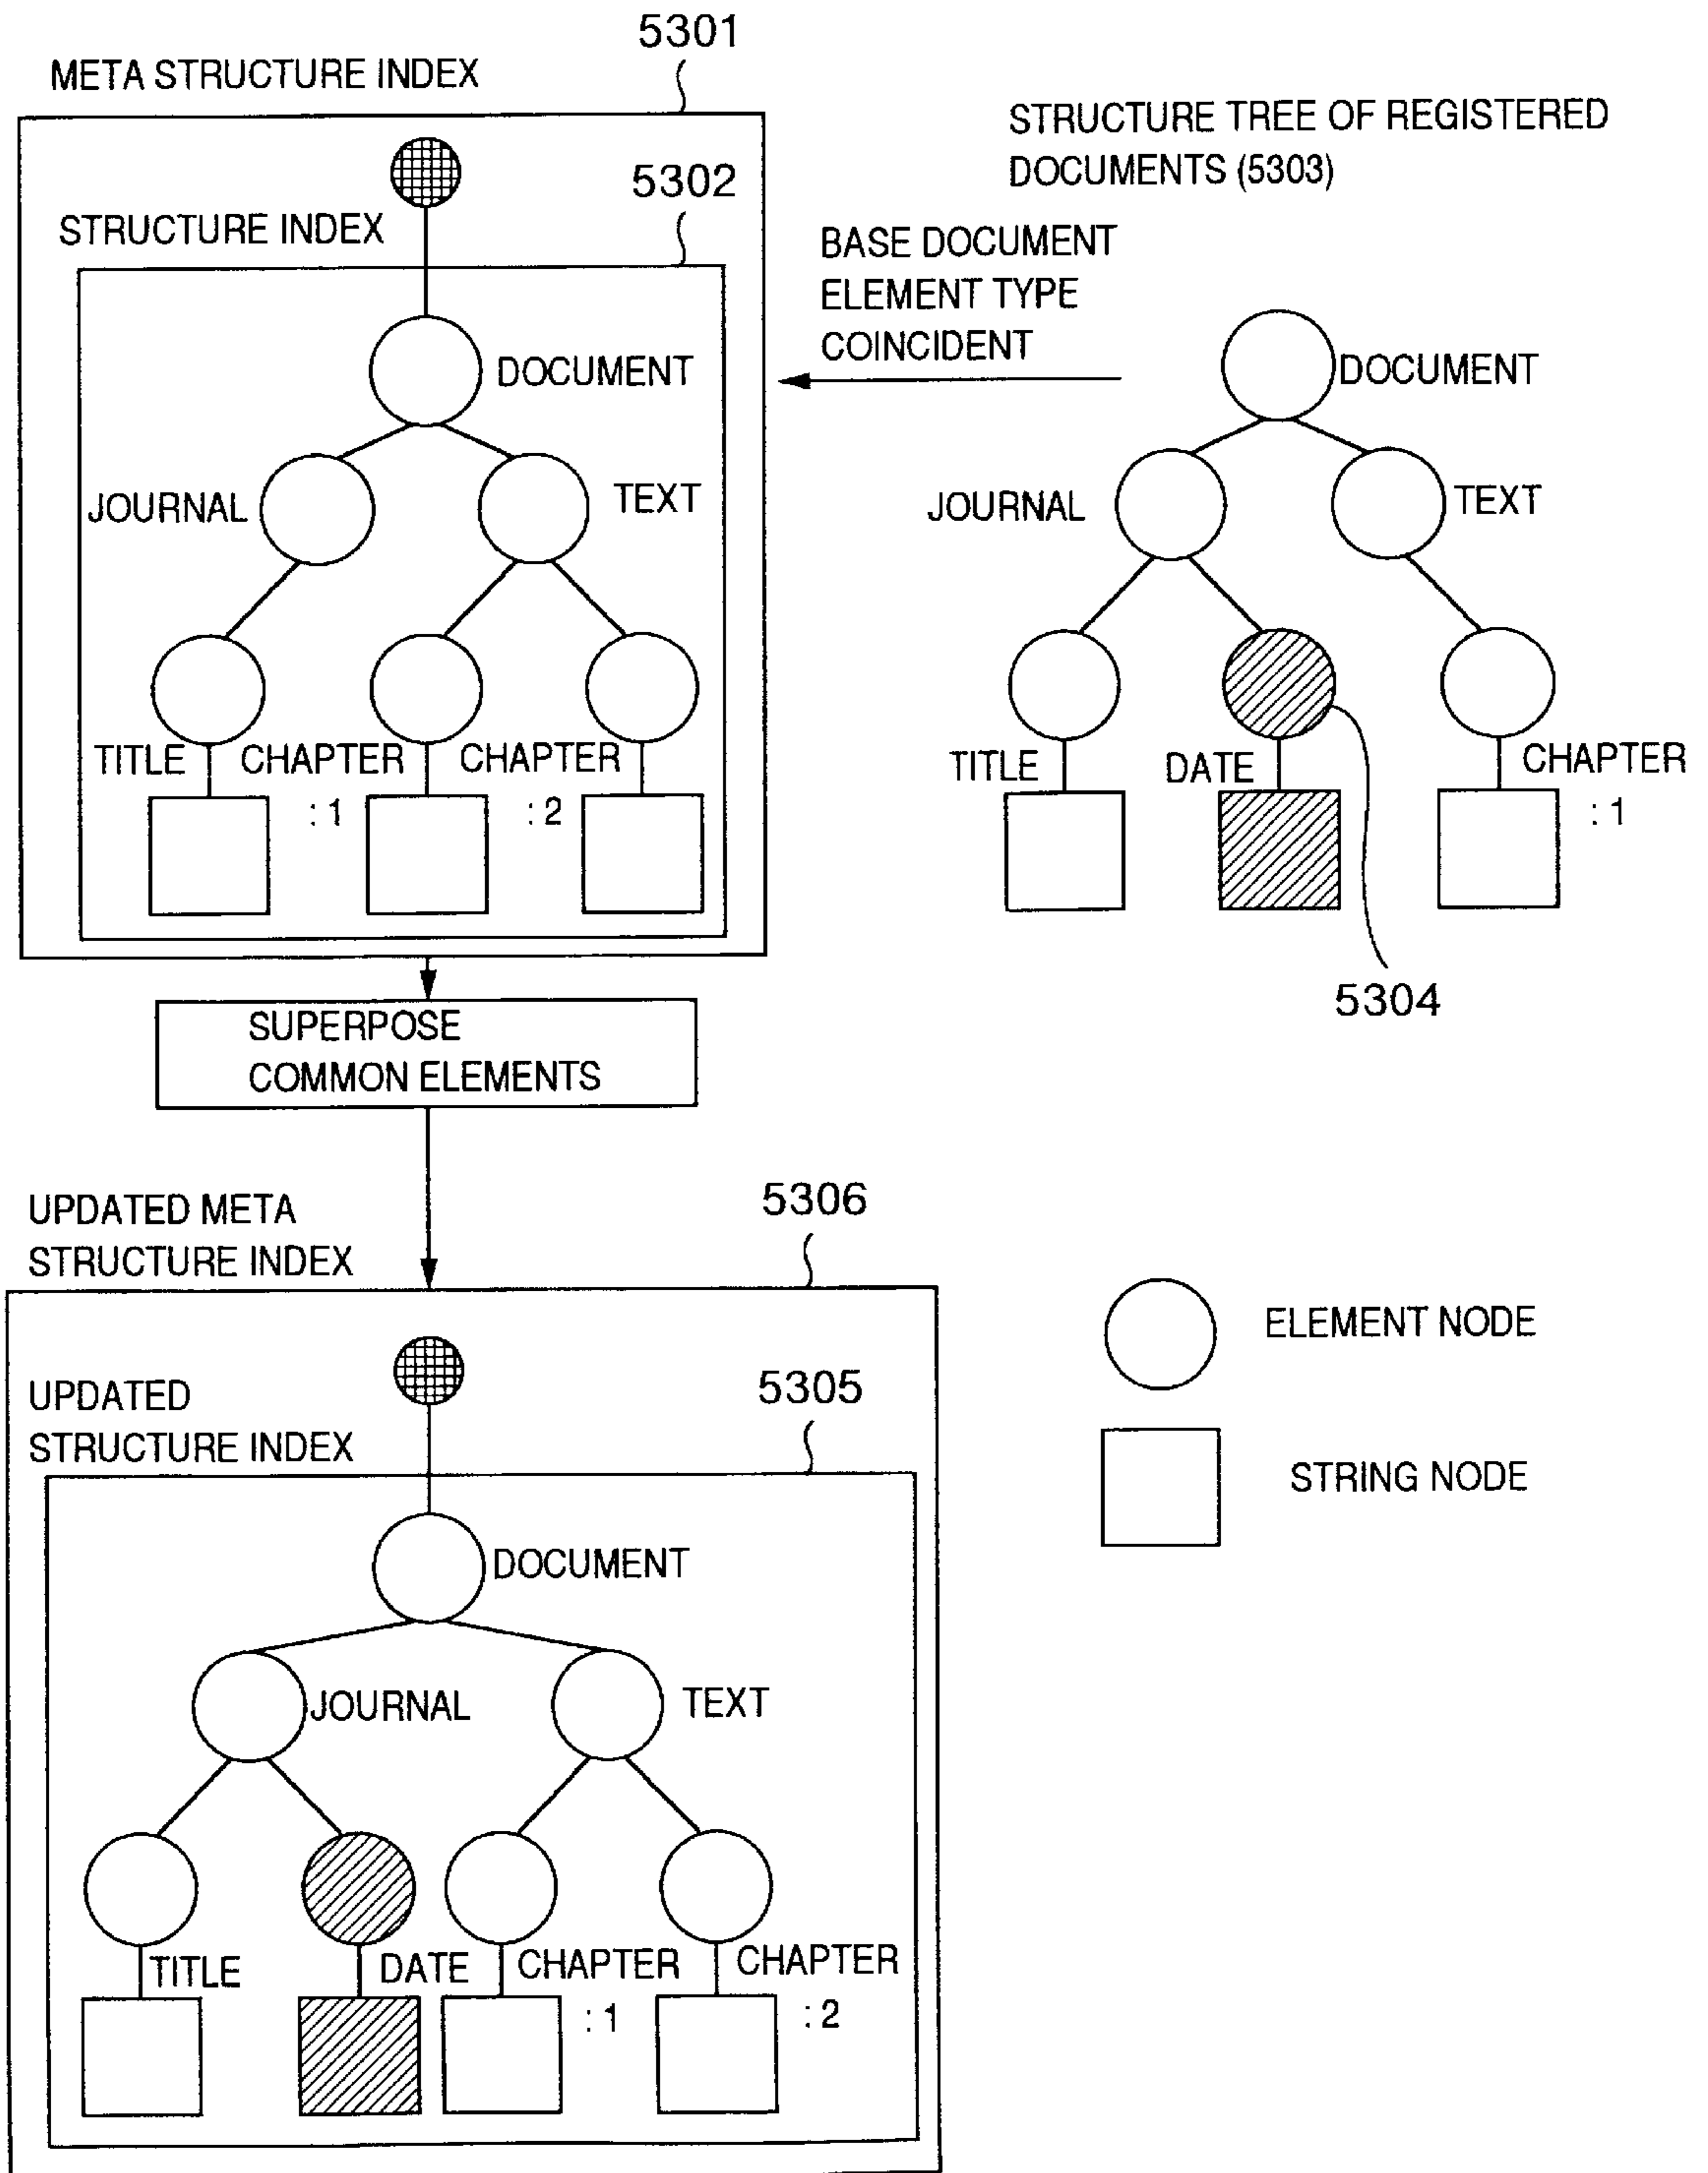 5301
META STRUCTURE INDEX
STRUCTURE TREE OF REGISTERED
DOCUMENTS (5303)
5302
STRUCTURE INDEX
BASE DOCUMENT
ELEMENT TYPE
COINCIDENT
DOCUMENT
DOCUMENT
JOURNAL
TEXT
JOURNAL
TEXT
TITLE
CHAPTER
:1
CHAPTER
:2
TITLE
DATE
CHAPTER
:1
5304
SUPERPOSE
COMMON ELEMENTS
UPDATED META
STRUCTURE INDEX
5306
UPDATED
STRUCTURE INDEX
5305
ELEMENT NODE
STRING NODE
DOCUMENT
JOURNAL
TEXT
TITLE
DATE
CHAPTER
:1
CHAPTER
:2